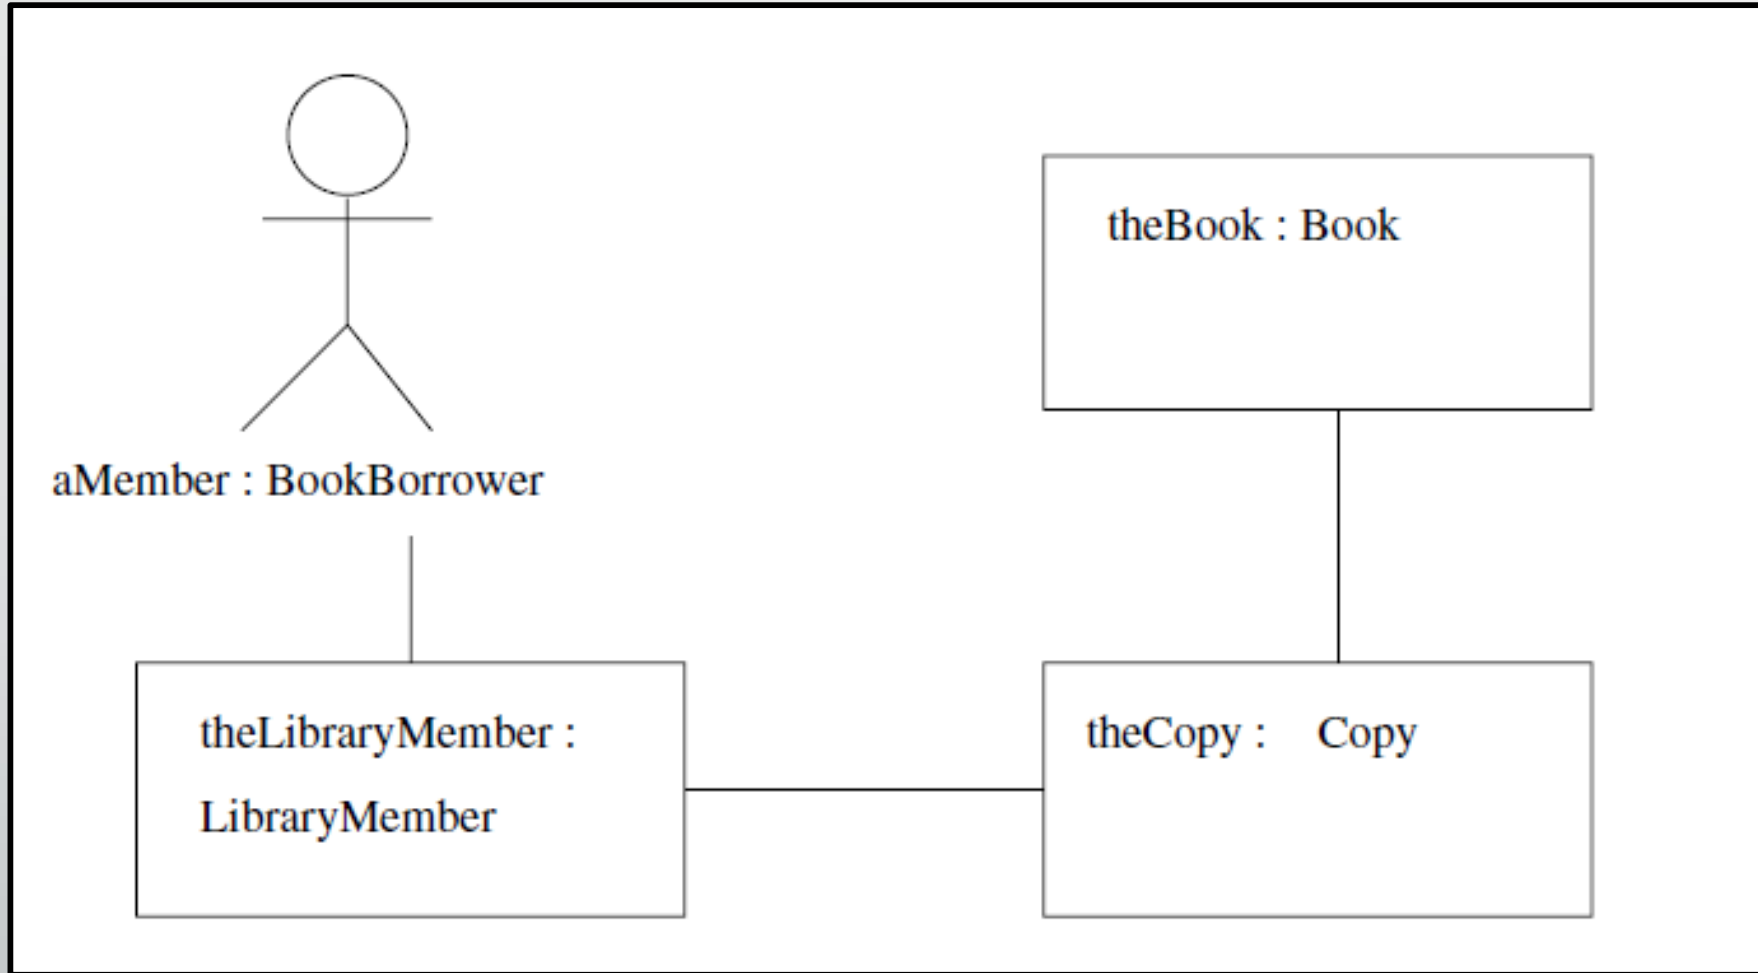 theBook : Book
aMember : BookBorrower
theLibraryMember :
LibraryMember
theCopy : Copy